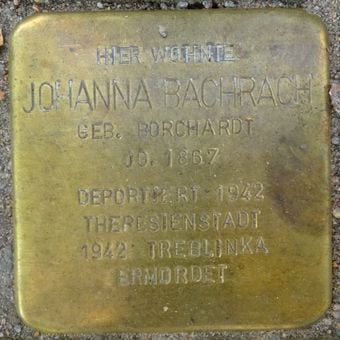 HIER WOHNTE
JOHANNA BACHRACH
GEB. BORCHARDT
JG. 1867
DEPORTIERT 1942
THERESIENSTADT
1942 TREBLINKA
ERMORDET